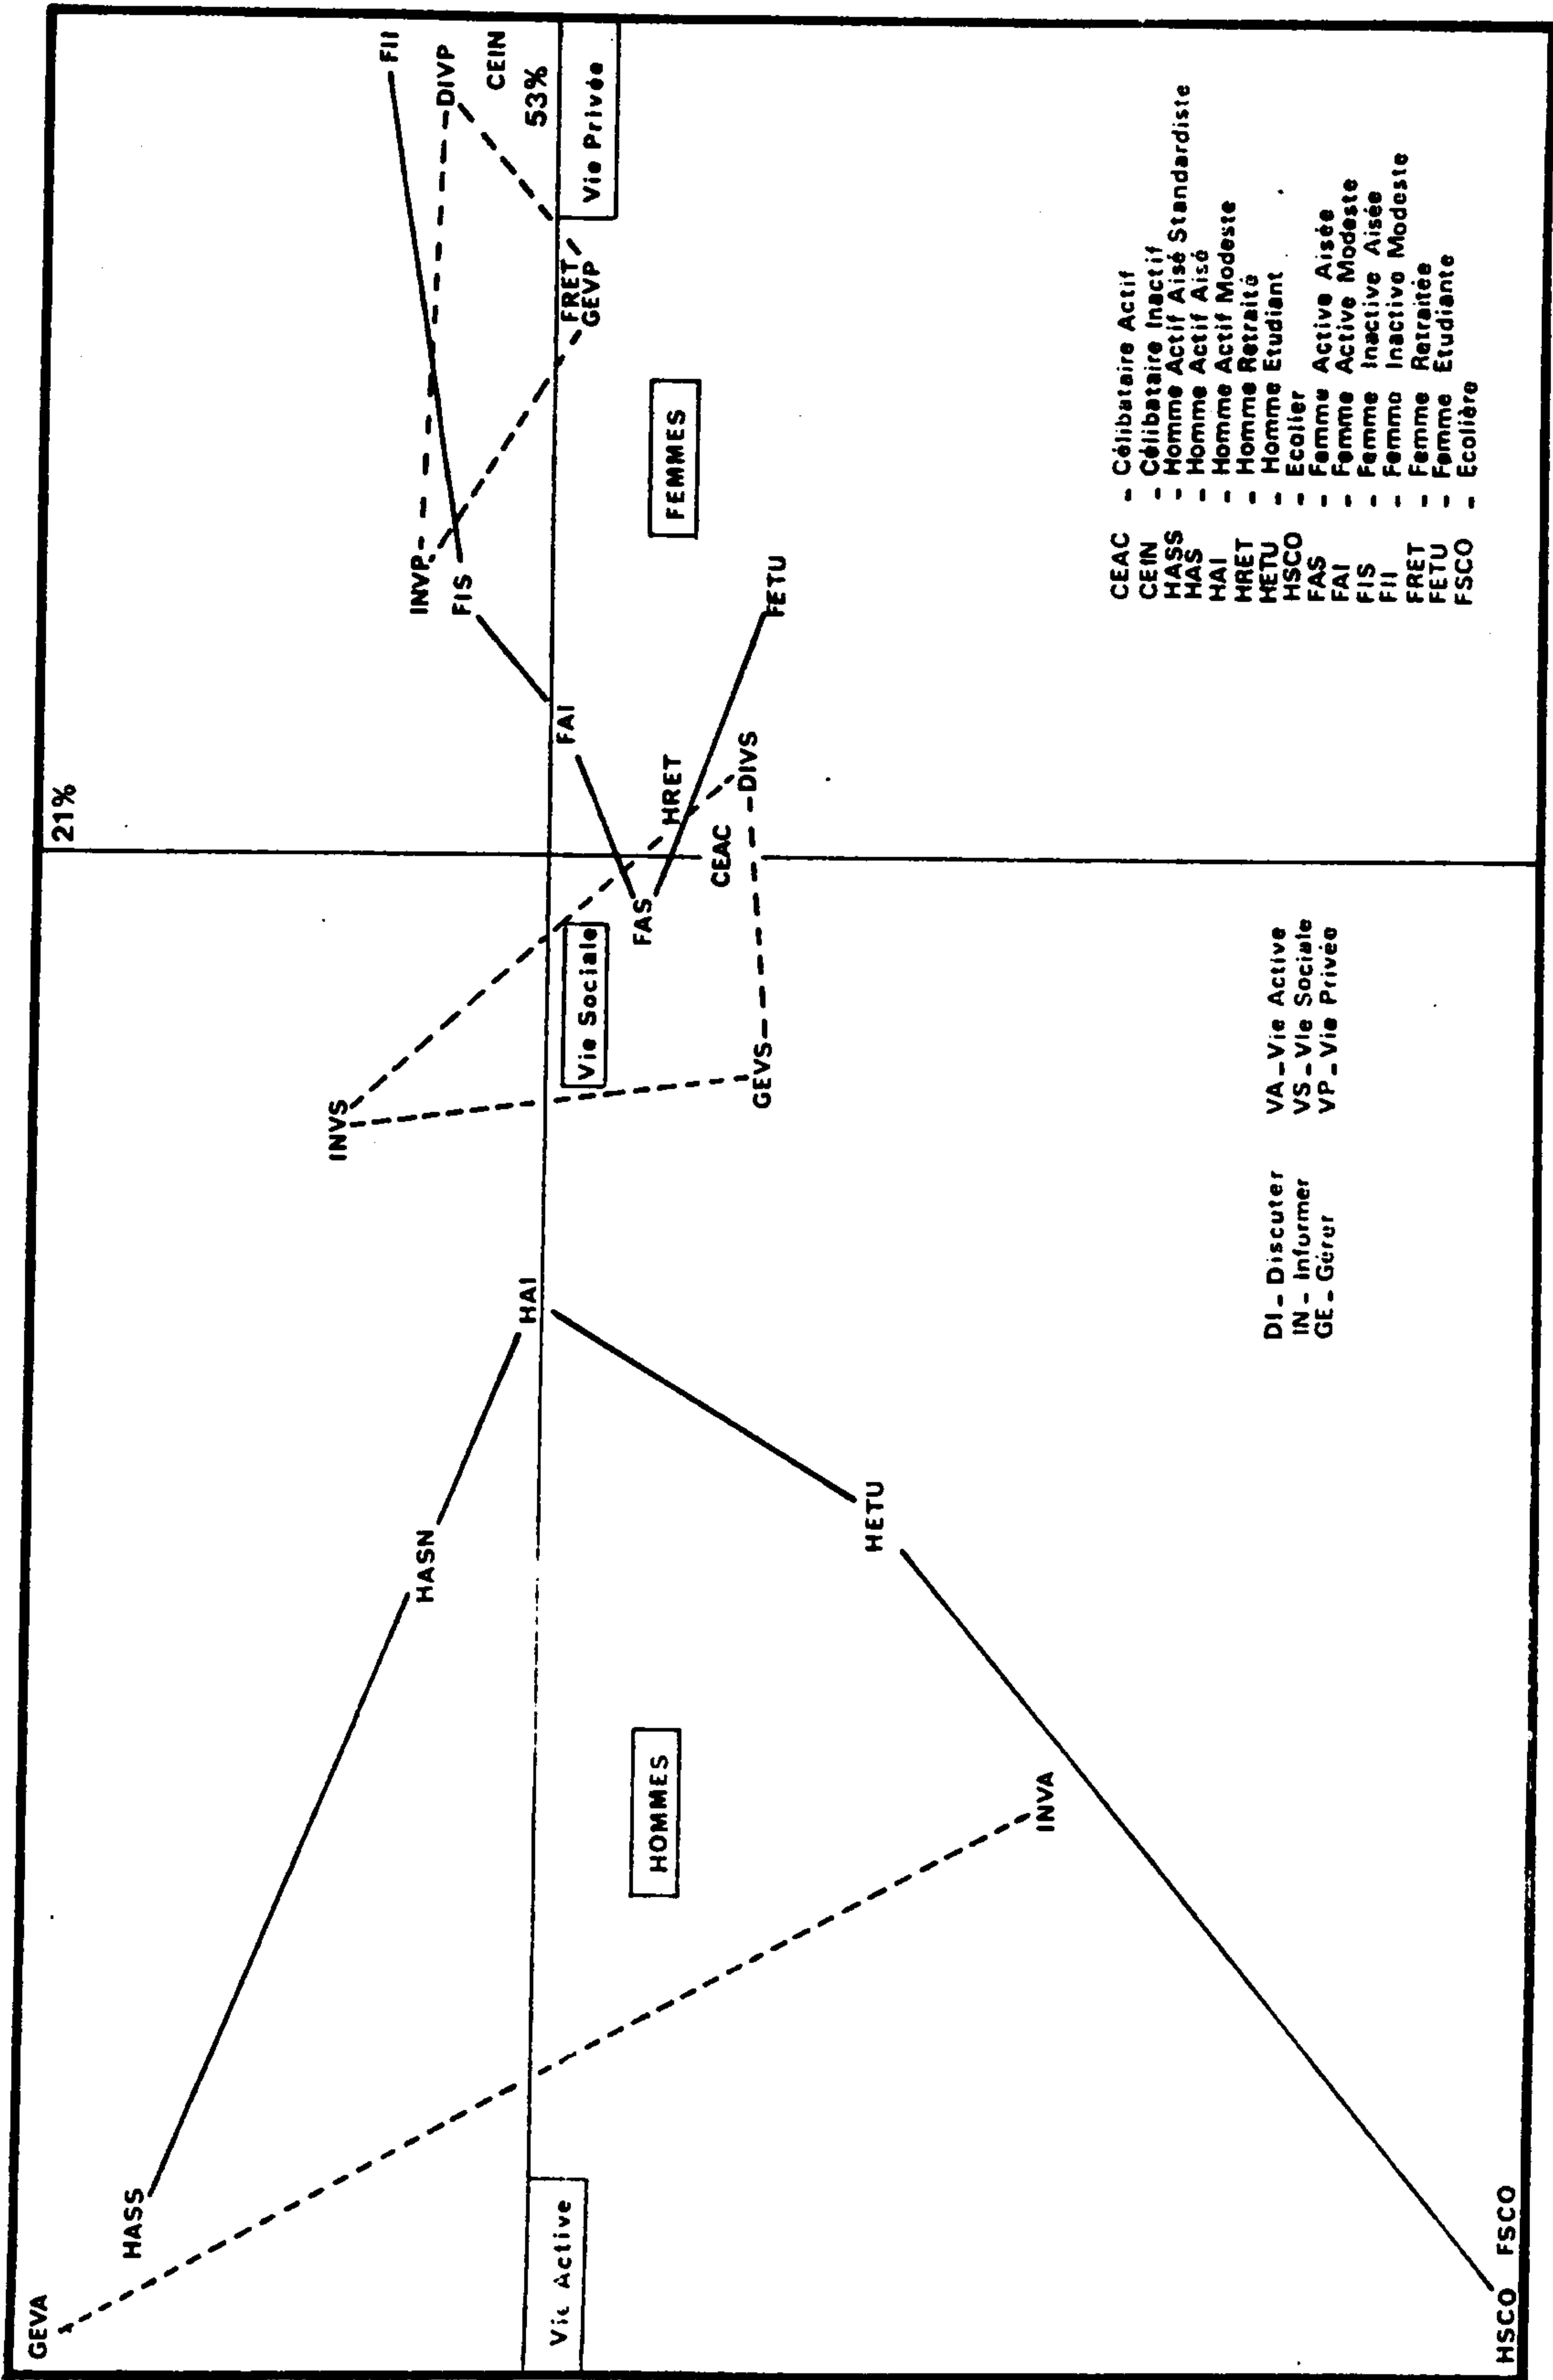 GEVA
HASS
HASN
HAI
INVS
21%
INVP
FIS
FII
DIVP
CEIN
53%
Vie Active
Vie Sociale
FAI
FRET
GEVP
Vie Privée
HOMMES
FAS
HRET
FEMMES
HETU
GEVS
CEAC
DIVS
FETU
INVA
HSCO FSCO
DI - Discuter
IN - Informer
GE - Gérer
VA - Vie Active
VS - Vie Sociale
VP - Vie Privée
CEAC - Célibataire Actif
CEIN - Célibataire Inactif
HASS - Homme Actif Aisé Standardiste
HAS - Homme Actif Aisé
HAI - Homme Actif Modeste
HRET - Homme Retraité
HETU - Homme Etudiant
HSCO - Ecolier
FAS - Femme Active Aisée
FAI - Femme Active Modeste
FIS - Femme Inactive Aisée
FII - Femme Inactive Modeste
FRET - Femme Retraitée
FETU - Femme Etudiante
FSCO - Ecolière